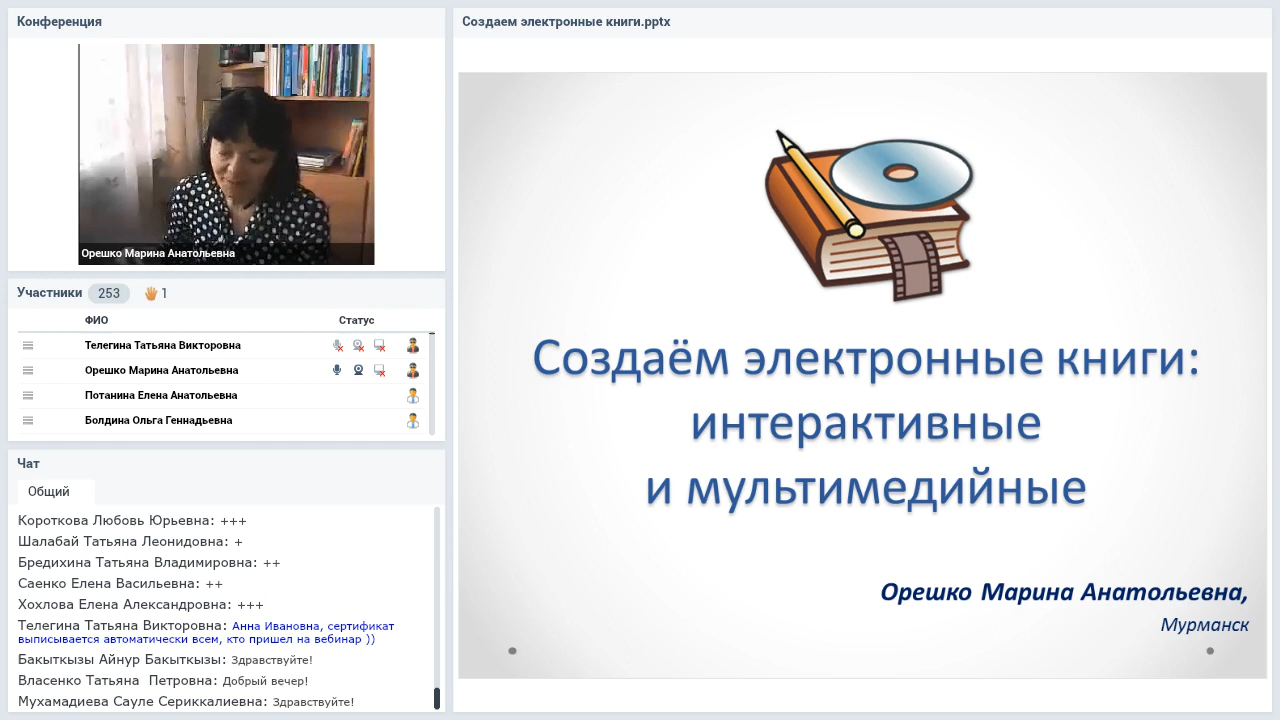 Конференция
Орешко Марина Анатольевна
Участники 253 1
ФИО Статус
Телегина Татьяна Викторовна
Орешко Марина Анатольевна
Потанина Елена Анатольевна
Болдина Ольга Геннадьевна
Чат
Общий
Короткова Любовь Юрьевна: +++
Шалабай Татьяна Леонидовна: +
Бредихина Татьяна Владимировна: ++
Саенко Елена Васильевна: ++
Хохлова Елена Александровна: +++
Телегина Татьяна Викторовна: Анна Ивановна, сертификат
выписывается автоматически всем, кто пришел на вебинар ))
Бакыткызы Айнур Бакыткызы: Здравствуйте!
Власенко Татьяна  Петровна: Добрый вечер!
Мухамадиева Сауле Сериккалиевна: Здравствуйте!
Создаем электронные книги.pptx
Создаём электронные книги:
интерактивные
и мультимедийные
Орешко Марина Анатольевна,
Мурманск